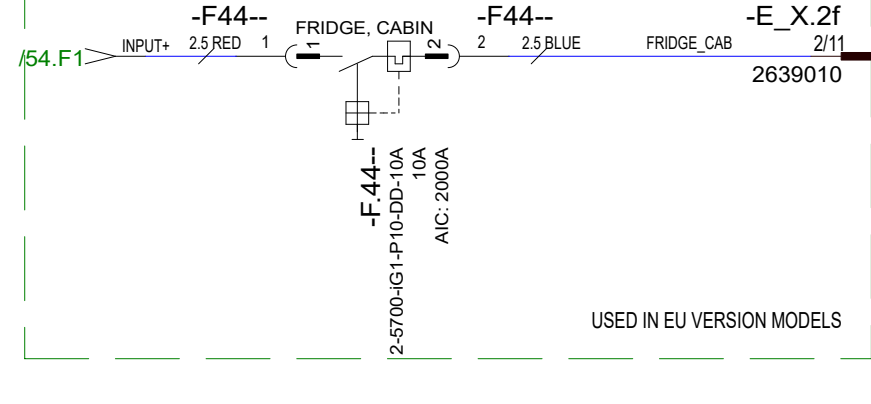 -F44--
-F44--
-E_X.2f
FRIDGE, CABIN
/54.F1
INPUT+
2.5 RED
1
1
2
2
2.5 BLUE
FRIDGE_CAB
2/11
2639010
-F.44--
2-5700-iG1-P10-DD-10A
10A
AIC: 2000A
USED IN EU VERSION MODELS